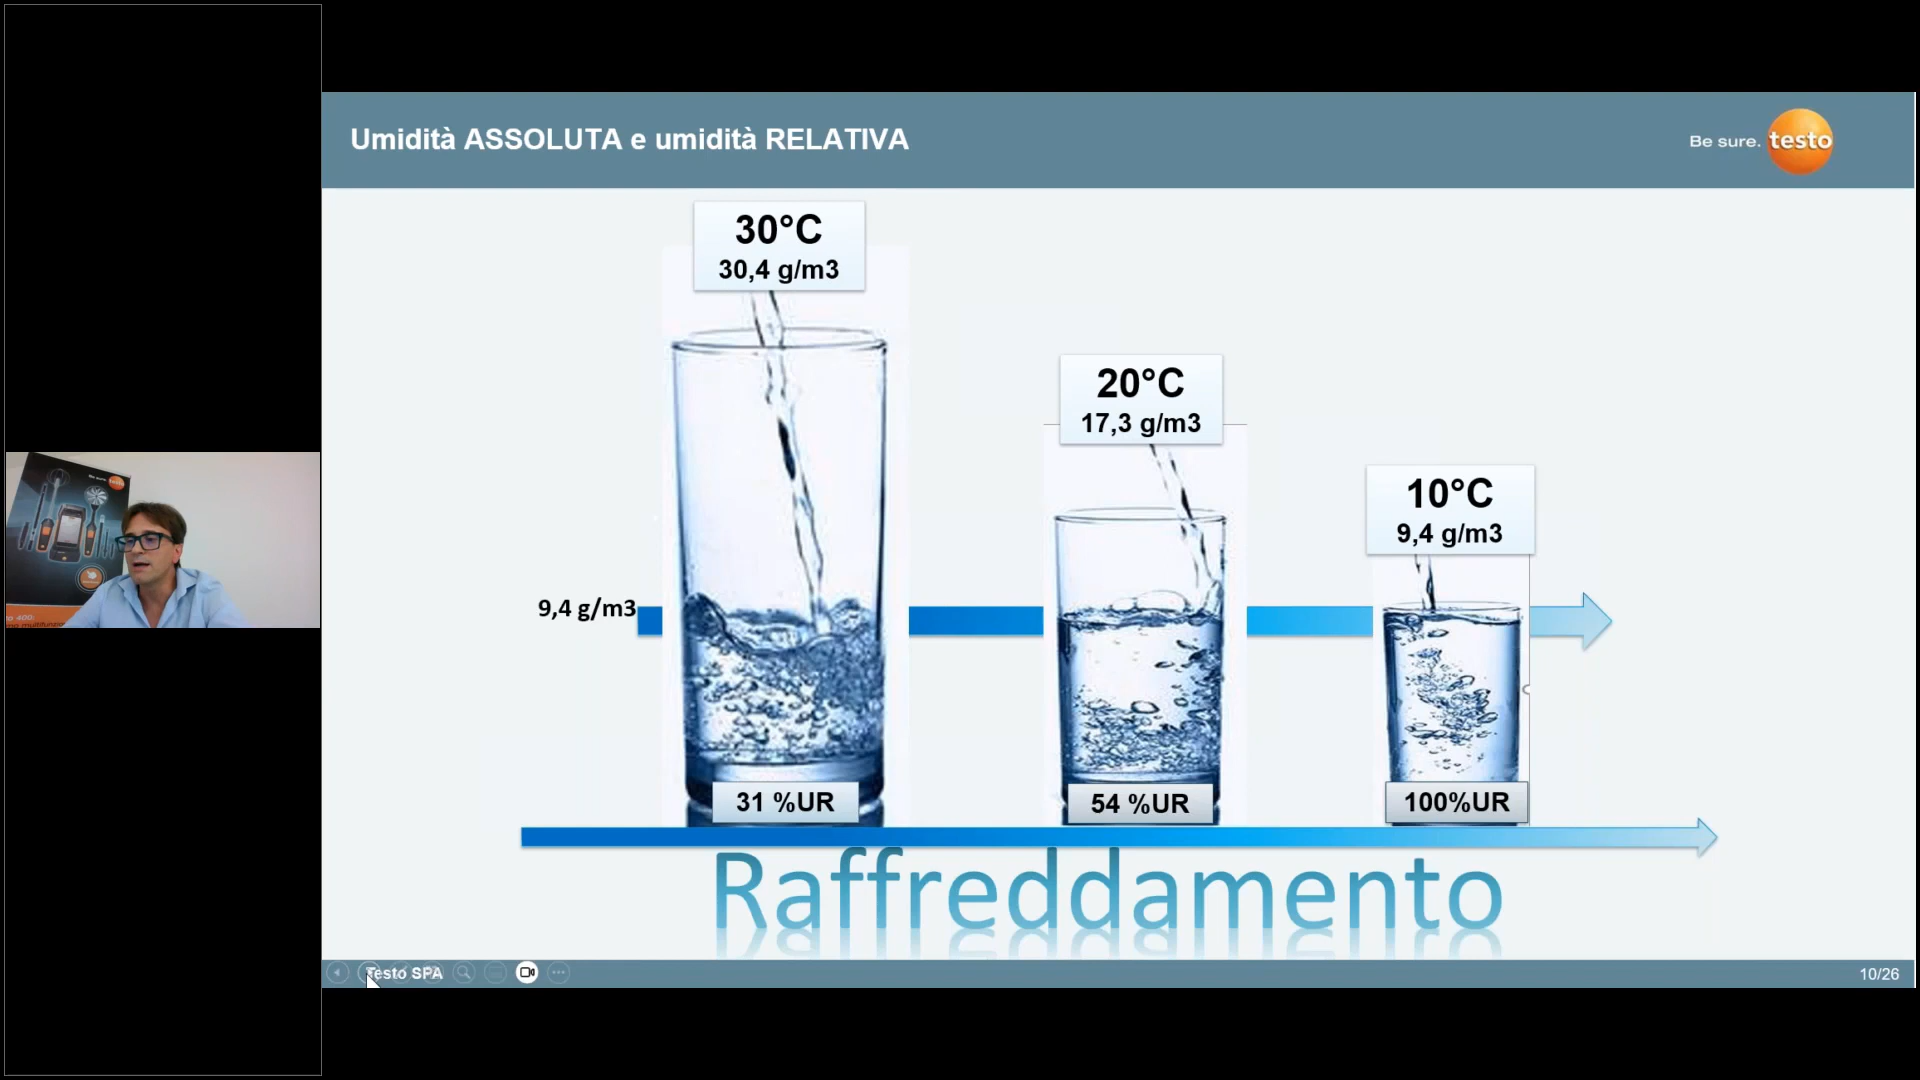 Umidità ASSOLUTA e umidità RELATIVA
Be sure. testo
30°C
30,4 g/m3
20°C
17,3 g/m3
10°C
9,4 g/m3
9,4 g/m3
31 %UR
54 %UR
100%UR
Raffreddamento
Testo SPA
10/26